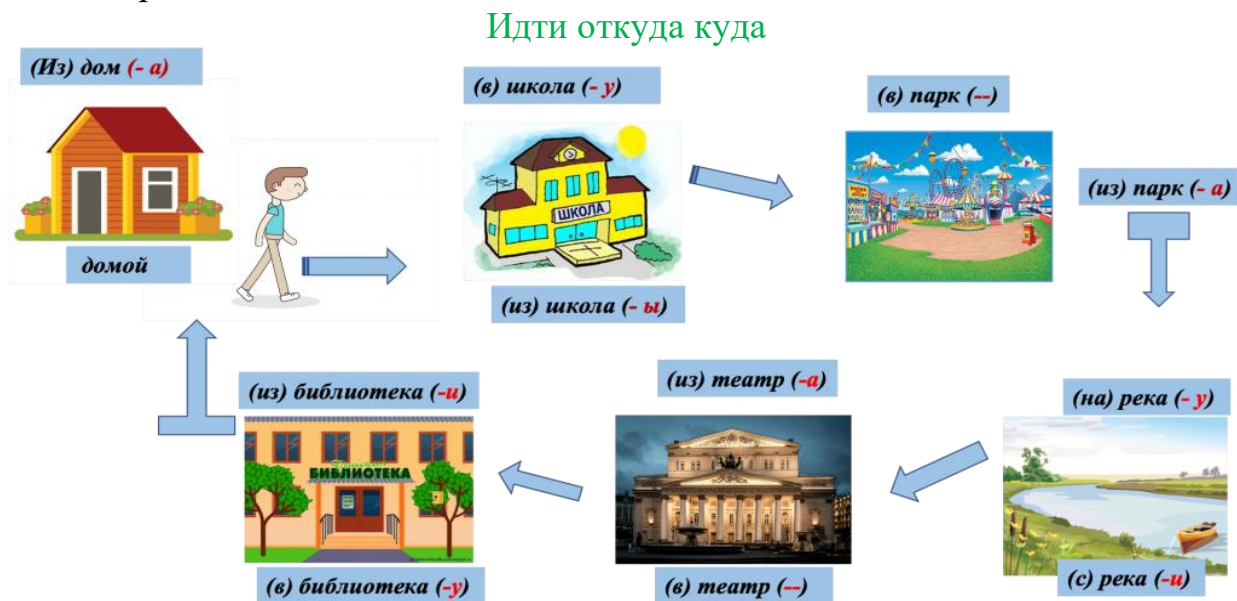 Идти откуда куда
(Из) дом (- а)
домой
(в) школа (- у)
ШКОЛА
(из) школа (- ы)
(в) парк (--)
(из) парк (- а)
(на) река (- у)
(с) река (-и)
(из) театр (-а)
(в) театр (--)
(из) библиотека (-и)
БИБЛИОТЕКА
(в) библиотека (-у)